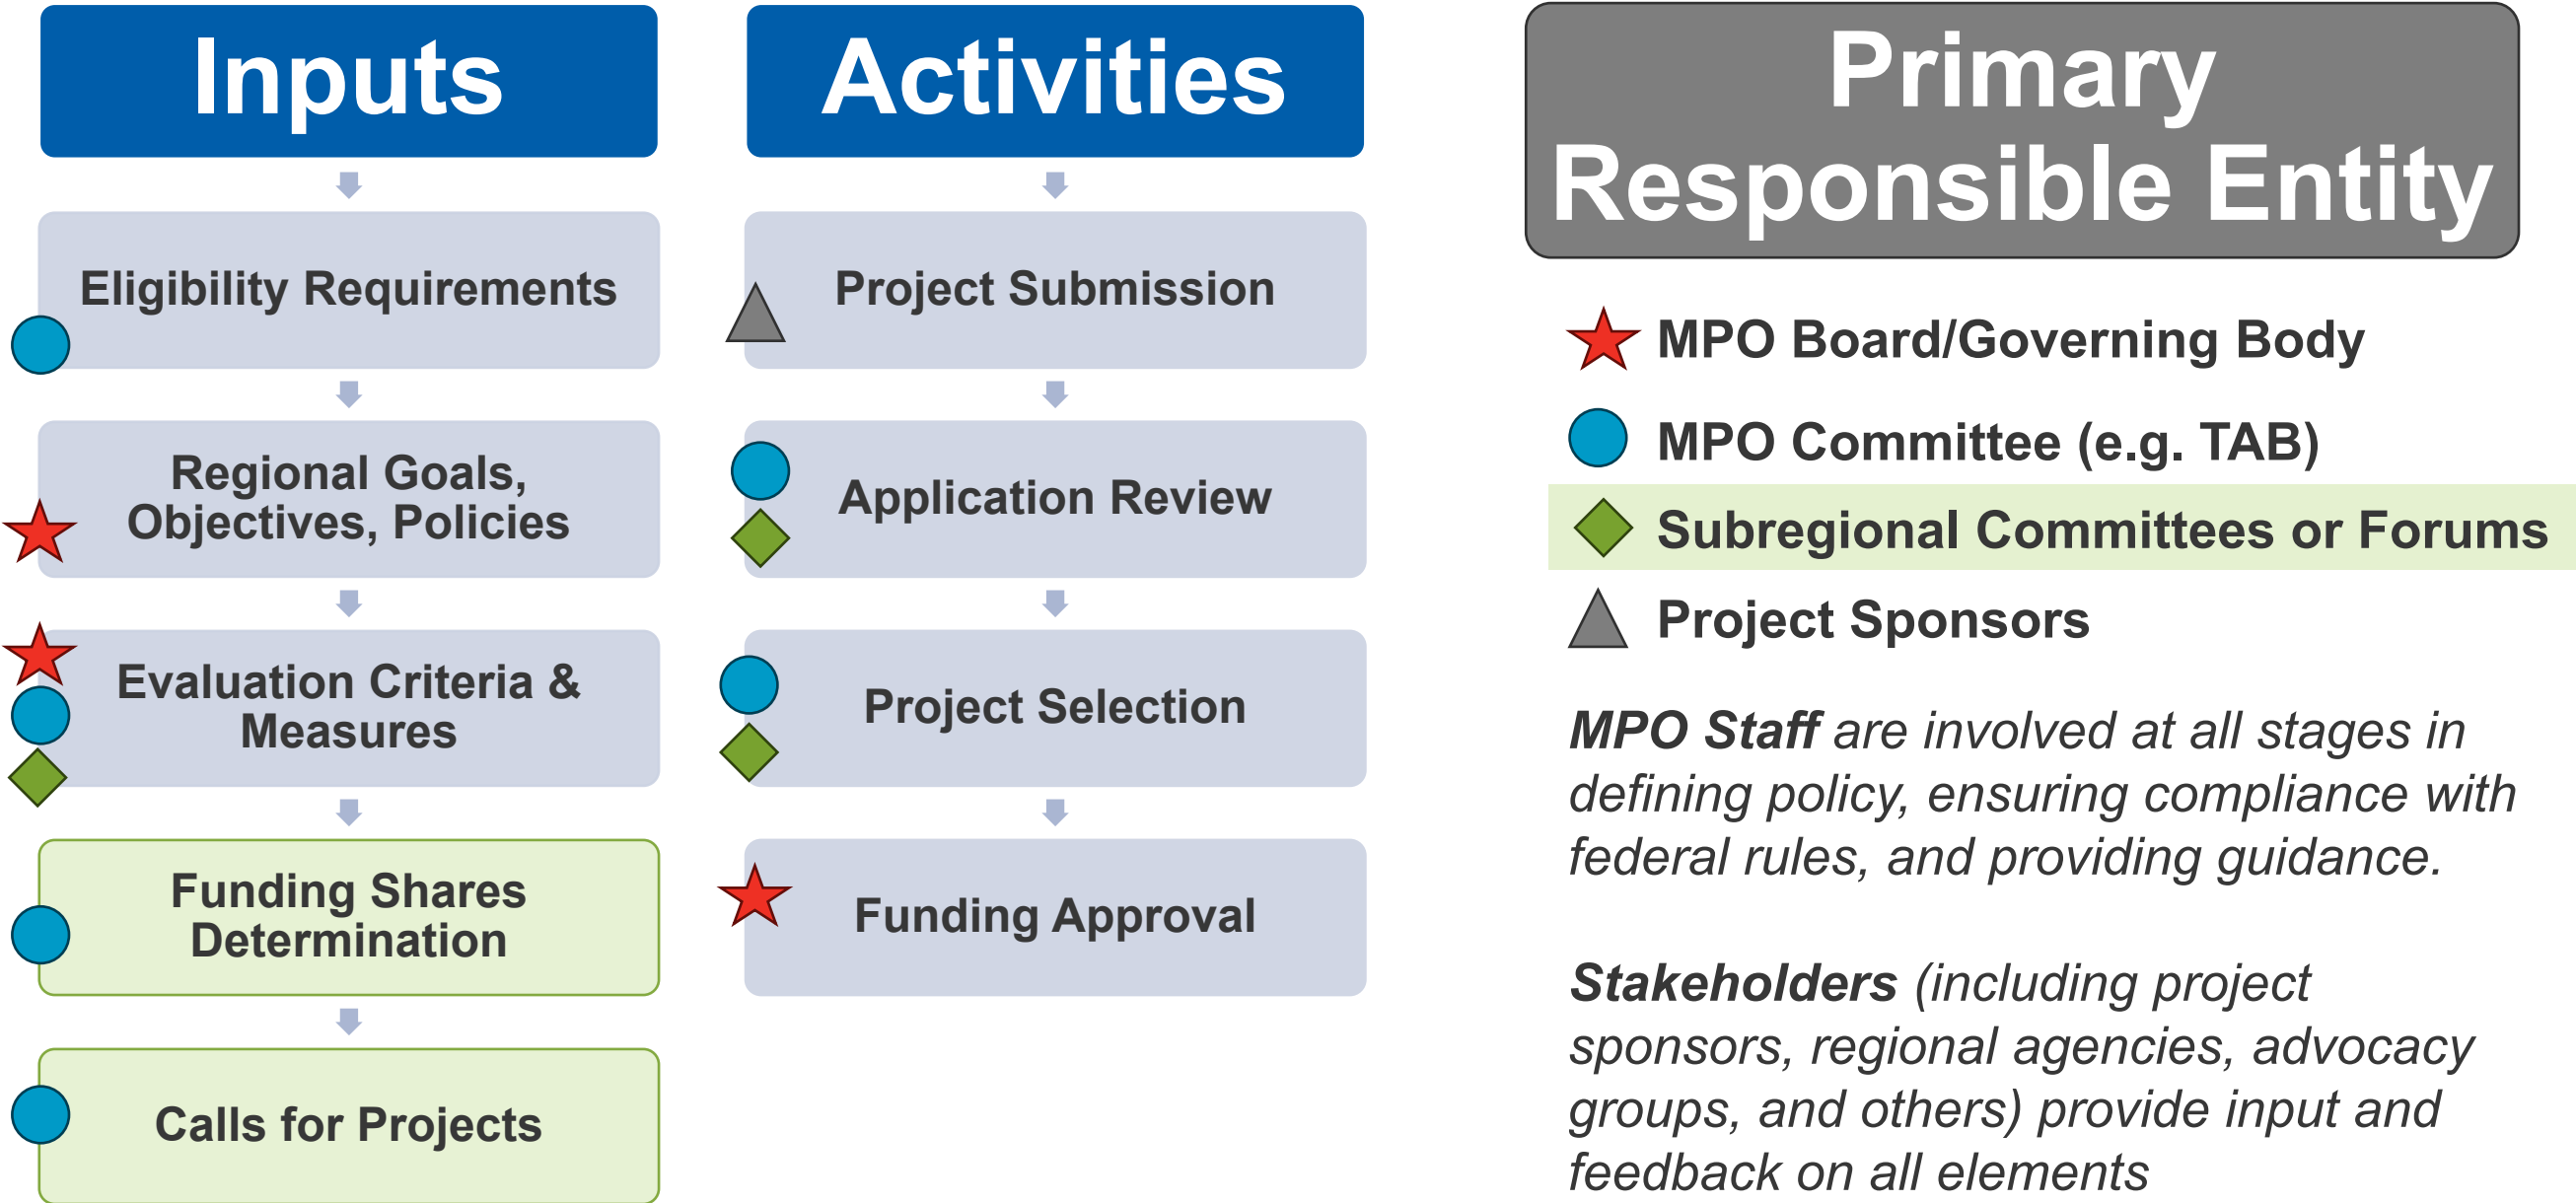 Inputs
Eligibility Requirements
Regional Goals,
Objectives, Policies
Evaluation Criteria &
Measures
Funding Shares
Determination
Calls for Projects
Activities
Project Submission
Application Review
Project Selection
Funding Approval
Primary
Responsible Entity
MPO Board/Governing Body
MPO Committee (e.g. TAB)
Subregional Committees or Forums
Project Sponsors
MPO Staff are involved at all stages in
defining policy, ensuring compliance with
federal rules, and providing guidance.
Stakeholders (including project
sponsors, regional agencies, advocacy
groups, and others) provide input and
feedback on all elements